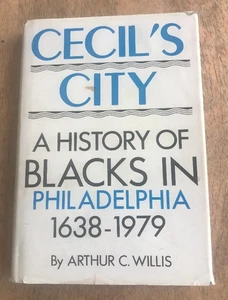 CECIL'S
CITY
A HISTORY OF
BLACKS IN
PHILADELPHIA
1638-1979
By ARTHUR C. WILLIS